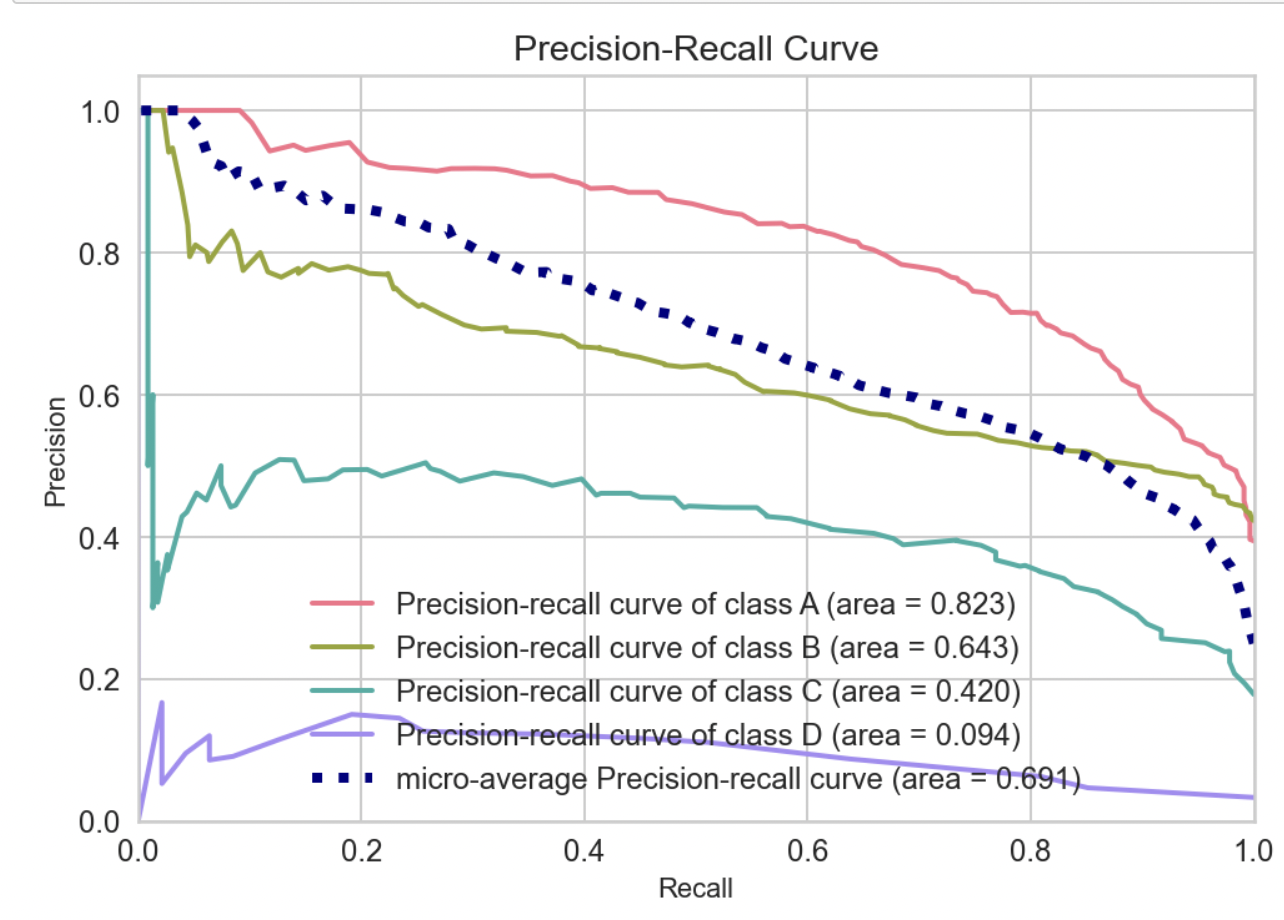 Precision-Recall Curve
1.0
0.8
0.6
0.4
0.2
0.0
Precision
Precision-recall curve of class A (area = 0.823)
Precision-recall curve of class B (area = 0.643)
Precision-recall curve of class C (area = 0.420)
Precision-recall curve of class D (area = 0.094)
micro-average Precision-recall curve (area = 0.691)
0.0 0.2 0.4 0.6 0.8 1.0
Recall